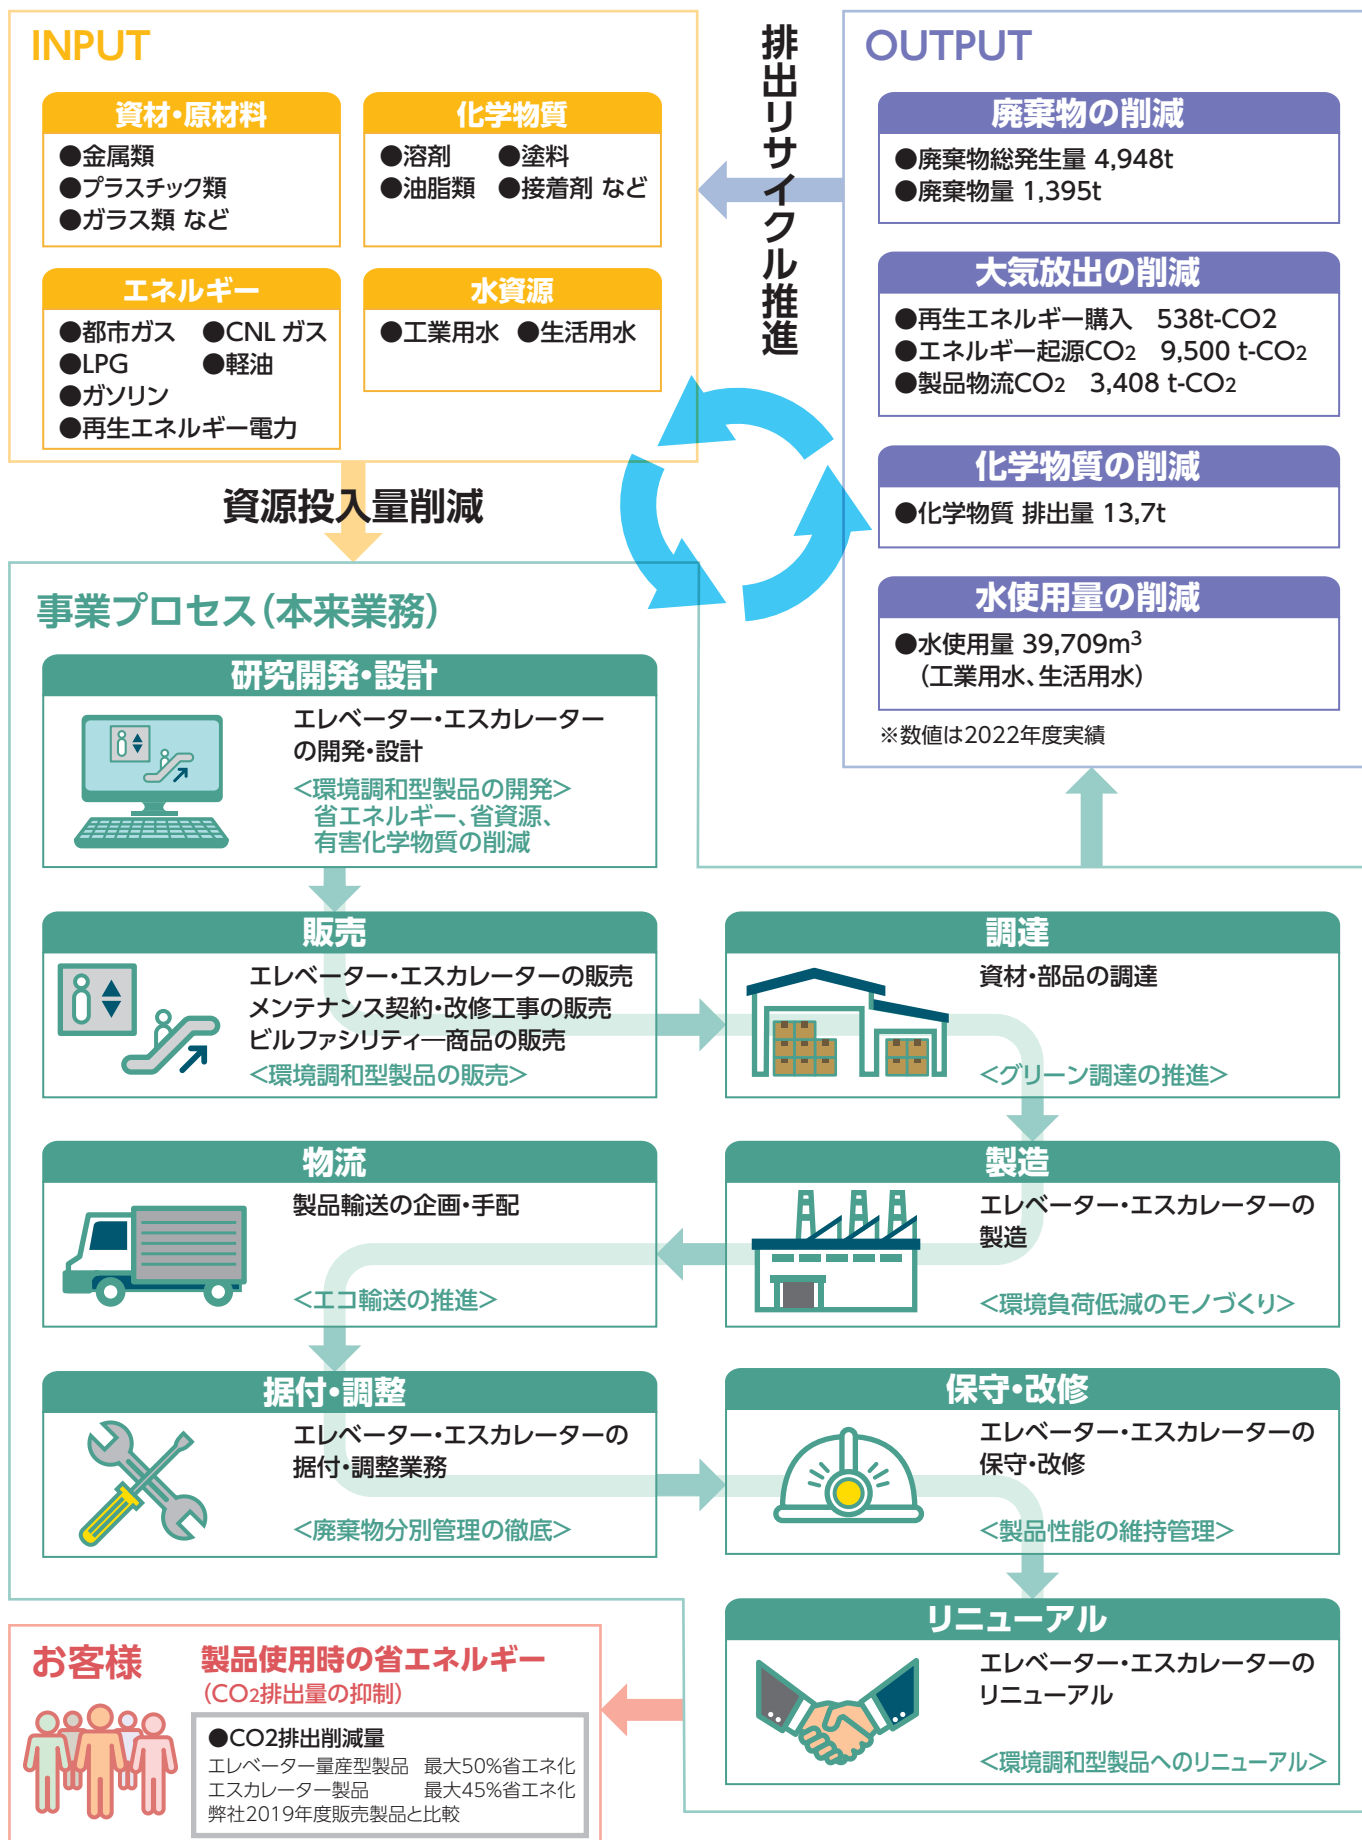 INPUT
資材・原材料
●金属類
●プラスチック類
●ガラス類 など
化学物質
●溶剤 ●塗料
●油脂類 ●接着剤 など
エネルギー
●都市ガス ●CNL ガス
●LPG ●軽油
●ガソリン
●再生エネルギー電力
水資源
●工業用水 ●生活用水
排出リサイクル推進
OUTPUT
廃棄物の削減
●廃棄物総発生量 4,948t
●廃棄物量 1,395t
大気放出の削減
●再生エネルギー購入 538t-CO2
●エネルギー起源CO2 9,500 t-CO2
●製品物流CO2 3,408 t-CO2
化学物質の削減
●化学物質 排出量 13,7t
水使用量の削減
●水使用量 39,709m³
（工業用水、生活用水）
※数値は2022年度実績
資源投入量削減
事業プロセス（本来業務）
研究開発・設計
エレベーター・エスカレーター
の開発・設計
<環境調和型製品の開発>
省エネルギー、省資源、
有害化学物質の削減
販売
エレベーター・エスカレーターの販売
メンテナンス契約・改修工事の販売
ビルファシリティ―商品の販売
<環境調和型製品の販売>
調達
資材・部品の調達
<グリーン調達の推進>
物流
製品輸送の企画・手配
<エコ輸送の推進>
製造
エレベーター・エスカレーターの
製造
<環境負荷低減のモノづくり>
据付・調整
エレベーター・エスカレーターの
据付・調整業務
<廃棄物分別管理の徹底>
保守・改修
エレベーター・エスカレーターの
保守・改修
<製品性能の維持管理>
リニューアル
エレベーター・エスカレーターの
リニューアル
<環境調和型製品へのリニューアル>
お客様
製品使用時の省エネルギー
（CO2排出量の抑制）
●CO2排出削減量
エレベーター量産型製品 最大50%省エネ化
エスカレーター製品 最大45%省エネ化
弊社2019年度販売製品と比較